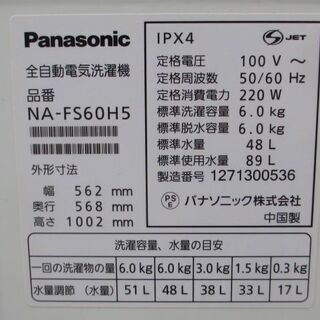 Panasonic
全自動電気洗濯機
品番
NA-FS60H5
外形寸法
幅 562 mm
奥行 568 mm
高さ 1002 mm
IPX4
S JET
定格電圧 100 V ～
定格周波数 50/60 Hz
定格消費電力 220 W
標準洗濯容量 6.0 kg
標準脱水容量 6.0 kg
標準水量 48 L
標準使用水量 89 L
製造番号 1271300536
PS E パナソニック株式会社
中国製
洗濯容量、水量の目安
一回の洗濯物の量 6.0 kg 6.0 kg 3.0 kg 1.5 kg 0.3 kg
水量調節 (水量) 51 L 48 L 38 L 33 L 17 L